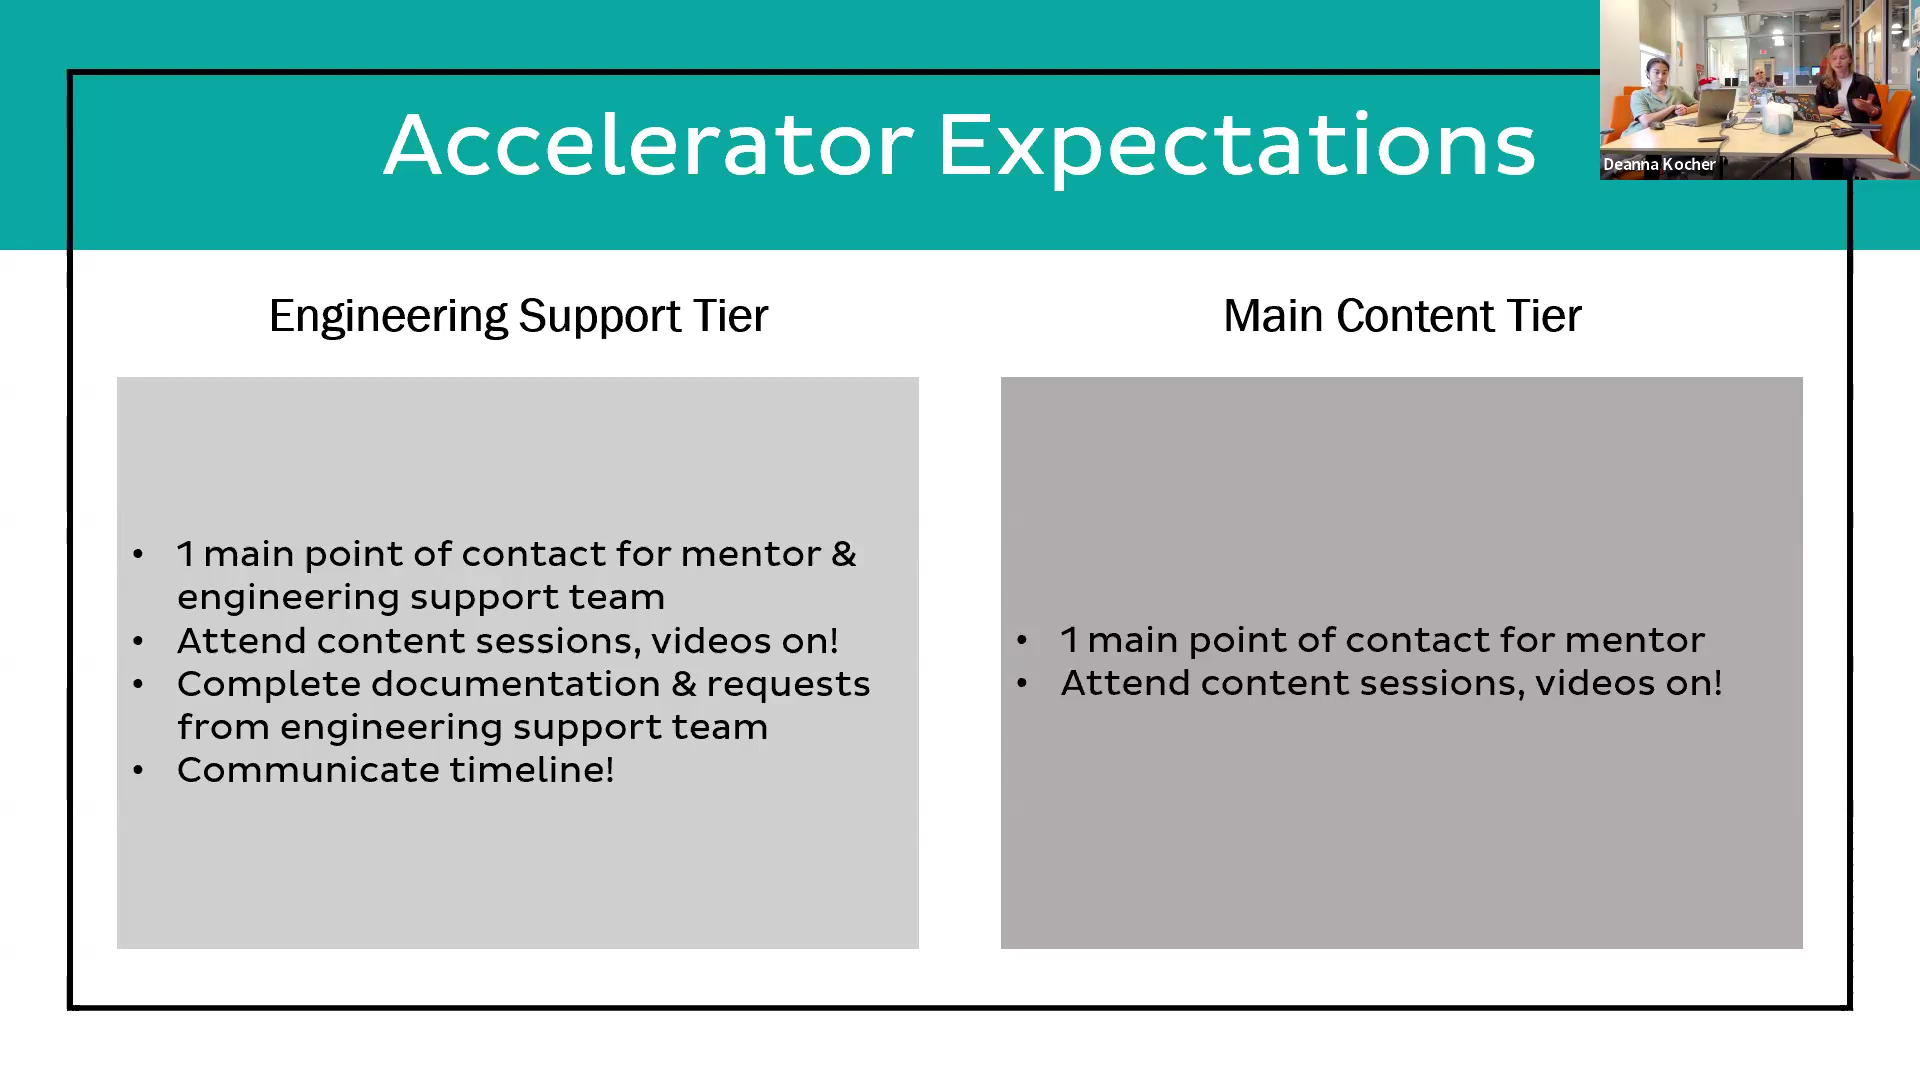 Accelerator Expectations
Deanna Kocher
Engineering Support Tier
• 1 main point of contact for mentor &
engineering support team
• Attend content sessions, videos on!
• Complete documentation & requests
from engineering support team
• Communicate timeline!
Main Content Tier
• 1 main point of contact for mentor
• Attend content sessions, videos on!